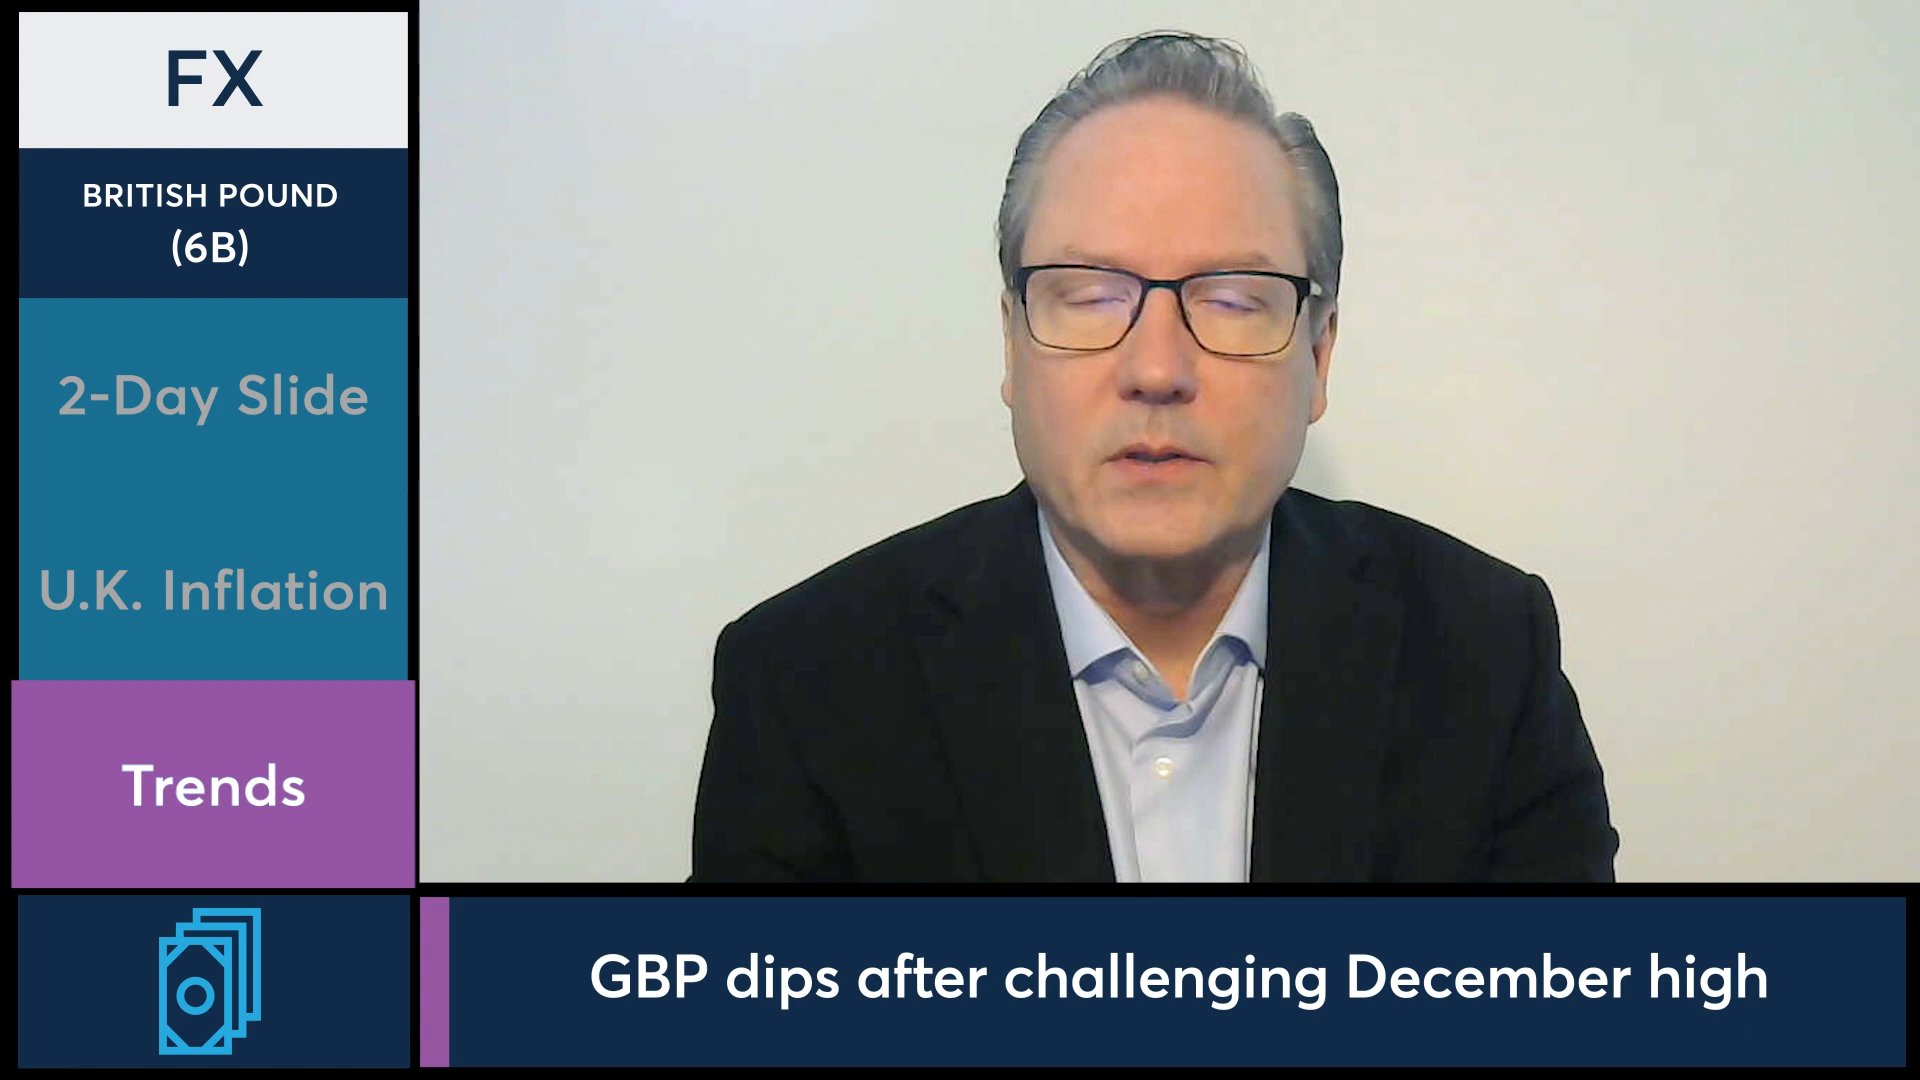 FX
BRITISH POUND
(6B)
2-Day Slide
U.K. Inflation
Trends
GBP dips after challenging December high